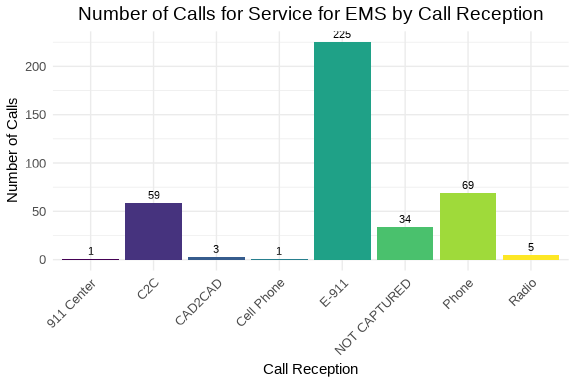 Number of Calls for Service for EMS by Call Reception
Number of Calls
200
150
100
50
0
1
59
3
1
225
34
69
5
911 Center
C2C
CAD2CAD
Cell Phone
E-911
NOT CAPTURED
Phone
Radio
Call Reception